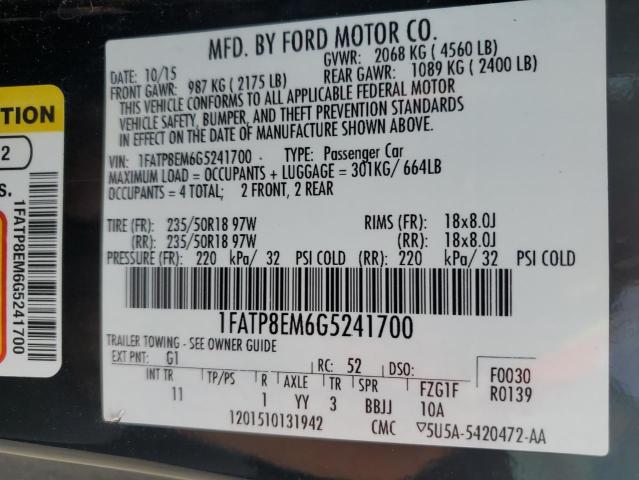 MFD. BY FORD MOTOR CO.
DATE: 10/15
GVWR: 2068 KG ( 4560 LB)
FRONT GAWR: 987 KG ( 2175 LB)
REAR GAWR: 1089 KG ( 2400 LB)
THIS VEHICLE CONFORMS TO ALL APPLICABLE FEDERAL MOTOR
VEHICLE SAFETY, BUMPER, AND THEFT PREVENTION STANDARDS
IN EFFECT ON THE DATE OF MANUFACTURE SHOWN ABOVE.
VIN: 1FATP8EM6G5241700 TYPE: Passenger Car
MAXIMUM LOAD = OCCUPANTS + LUGGAGE = 301KG/ 664LB
OCCUPANTS = 4 TOTAL; 2 FRONT, 2 REAR
TIRE (FR): 235/50R18 97W RIMS (FR): 18x8.0J
(RR): 235/50R18 97W (RR): 18x8.0J
PRESSURE (FR): 220 kPa/ 32 PSI COLD (RR): 220 kPa/ 32 PSI COLD
1FATP8EM6G5241700
TRAILER TOWING - SEE OWNER GUIDE
EXT PNT: G1 RC: 52 DSO: F0030
INT TR TP/PS R AXLE TR SPR FZG1F R0139
11 1 YY 3 BBJJ 10A
1201510131942 CMC ▽5U5A-5420472-AA
TION
2
S.
1FATP8EM6G5241700